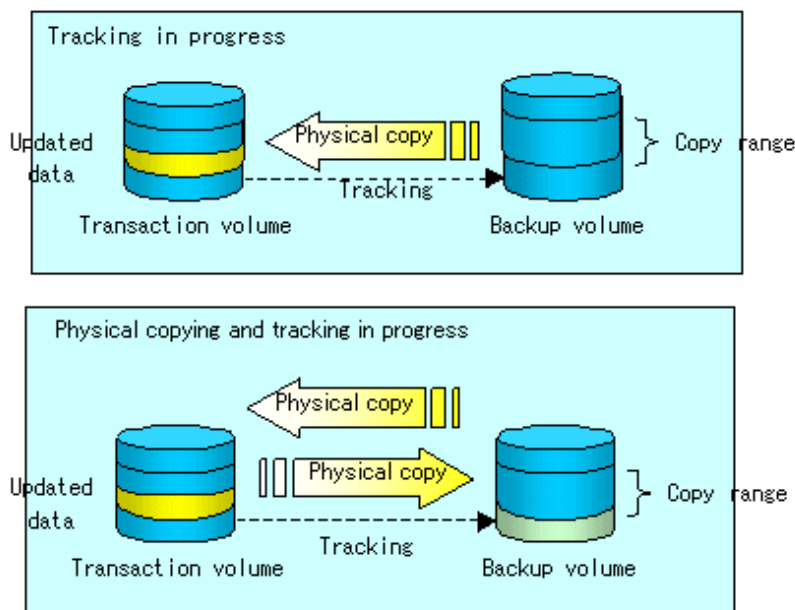 Tracking in progress
Physical copy
Updated
data
Copy range
Tracking
Transaction volume
Backup volume
Physical copying and tracking in progress
Physical copy
Physical copy
Updated
data
Copy range
Tracking
Transaction volume
Backup volume